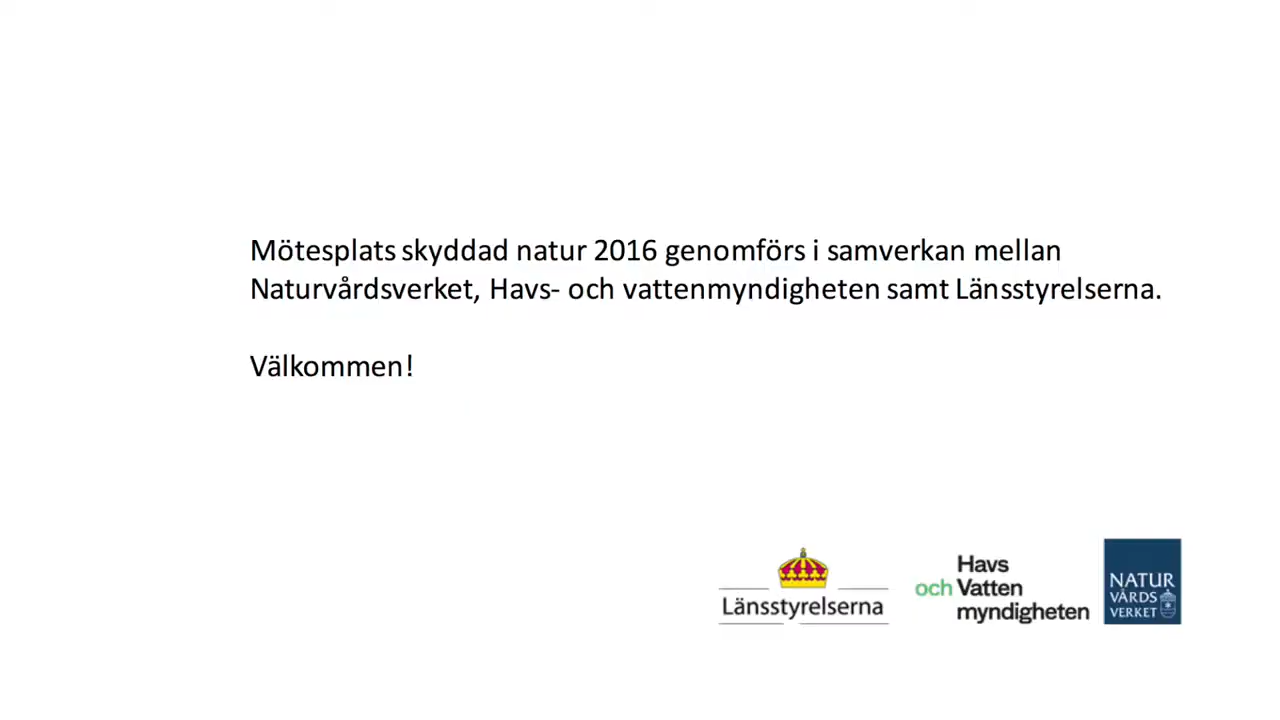 Mötesplats skyddad natur 2016 genomförs i samverkan mellan
Naturvårdsverket, Havs- och vattenmyndigheten samt Länsstyrelserna.
Välkommen!
Länsstyrelserna
Havs
och Vatten
myndigheten
NATUR
VÅRDS
VERKET